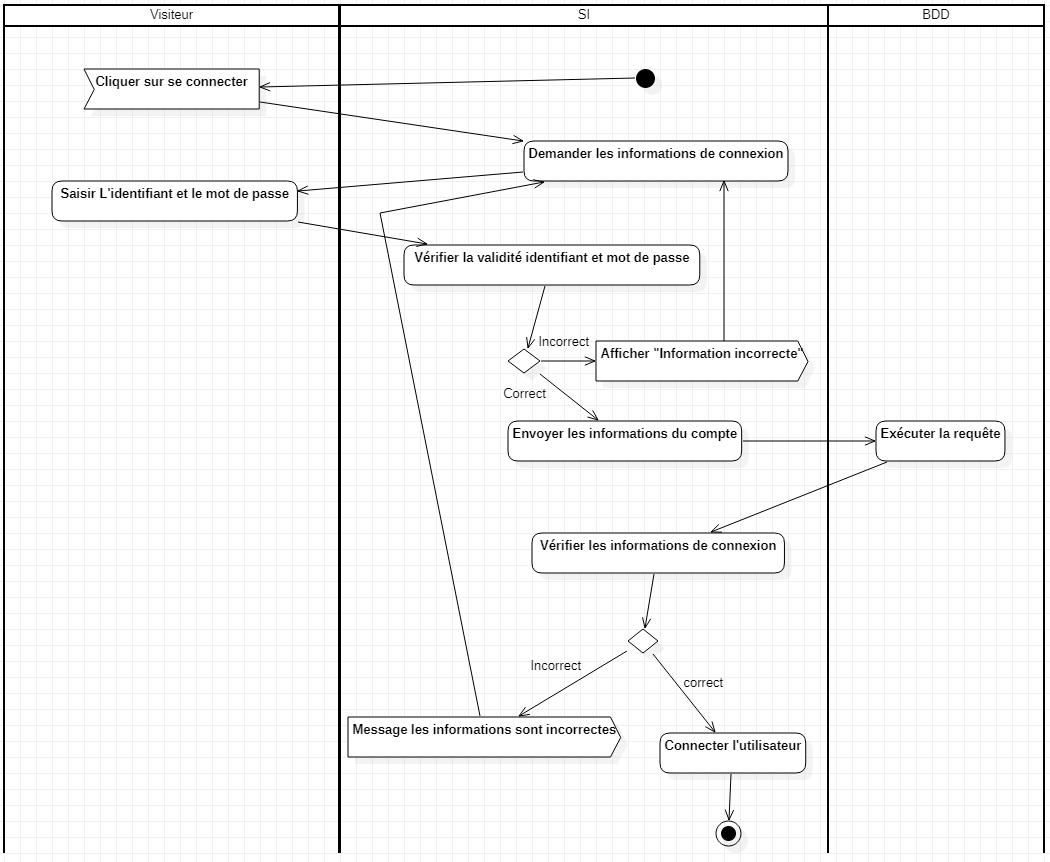 Visiteur
SI
BDD
Cliquer sur se connecter
Demander les informations de connexion
Saisir L'identifiant et le mot de passe
Vérifier la validité identifiant et mot de passe
Incorrect
Afficher "Information incorrecte"
Correct
Envoyer les informations du compte
Exécuter la requête
Vérifier les informations de connexion
Incorrect
correct
Message les informations sont incorrectes
Connecter l'utilisateur